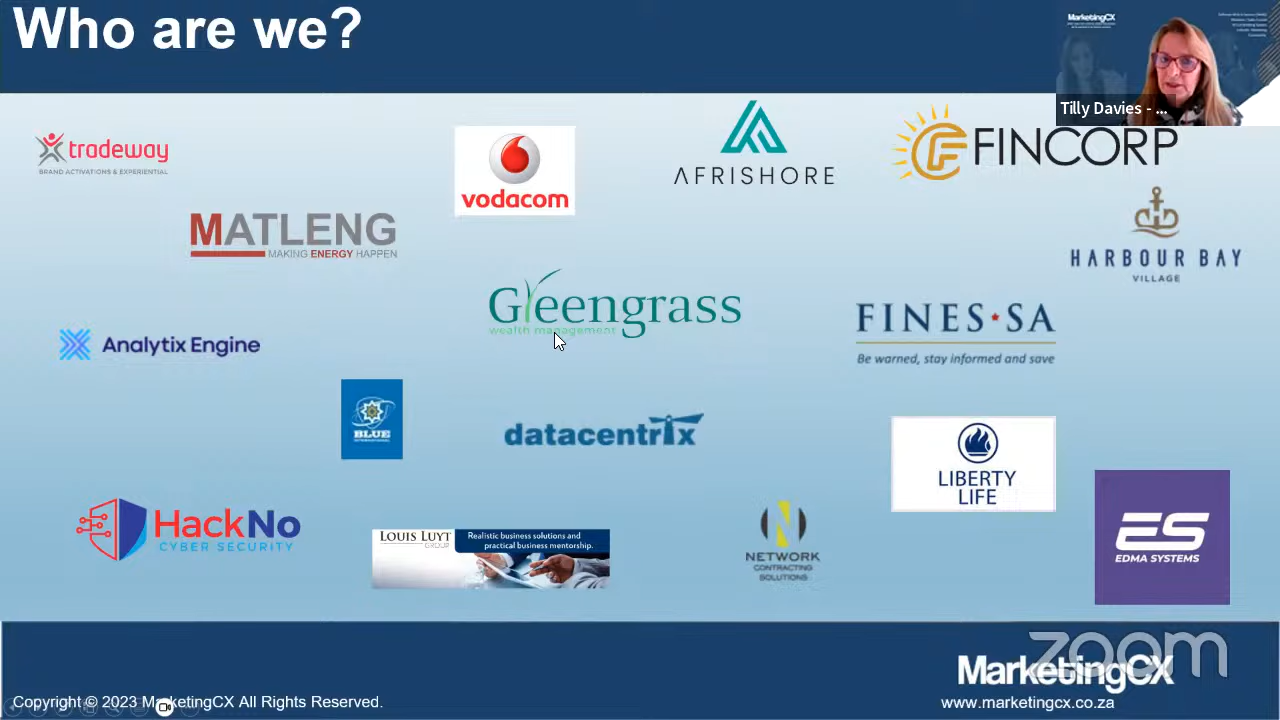 Who are we?
MarketingCX
Tilly Davies - ...
tradeway
BRAND ACTIVATIONS & EXPERIENTIAL
vodacom
AFRISHORE
FINCORP
MATLENG
MAKING ENERGY HAPPEN
HARBOUR BAY
VILLAGE
Greengrass
wealth management
FINES SA
Be warned, stay informed and save
Analytix Engine
BLUE
INTERNATIONAL
datacentrix
LIBERTY
LIFE
HackNo
CYBER SECURITY
LOUIS LUYT
GROUP
Realistic business solutions and
practical business mentorship.
NETWORK
CONTRACTING
SOLUTIONS
ES
EDMA SYSTEMS
zoom
MarketingCX
www.marketingcx.co.za
Copyright © 2023 MarketingCX All Rights Reserved.